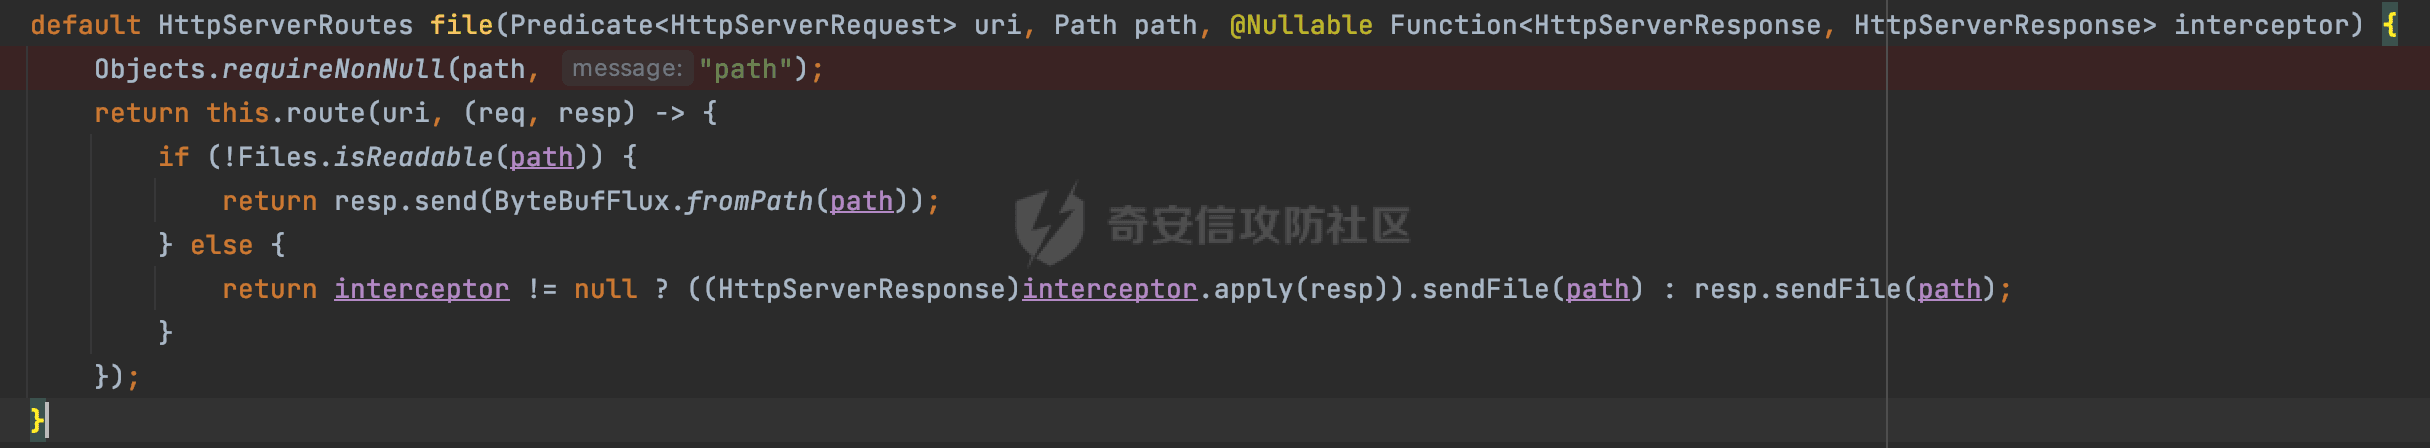 default HttpServerRoutes file(Predicate<HttpServerRequest> uri, Path path, @Nullable Function<HttpServerResponse, HttpServerResponse> interceptor) {
Objects.requireNonNull(path, message: "path");
return this.route(uri, (req, resp) -> {
if (!Files.isReadable(path)) {
return resp.send(ByteBufFlux.fromPath(path));
} else {
return interceptor != null ? ((HttpServerResponse)interceptor.apply(resp)).sendFile(path) : resp.sendFile(path);
}
});
}
奇安信攻防社区